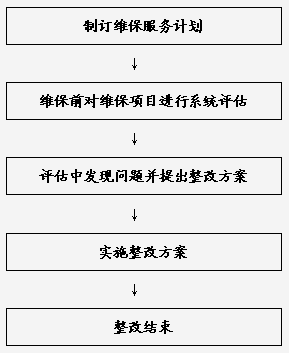 制订维保服务计划
↓
维保前对维保项目进行系统评估
↓
评估中发现问题并提出整改方案
↓
实施整改方案
↓
整改结束